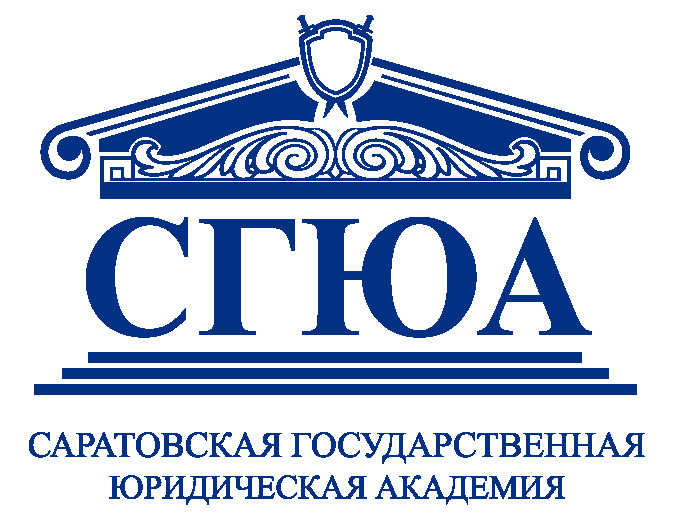 СГЮА
САРАТОВСКАЯ ГОСУДАРСТВЕННАЯ
ЮРИДИЧЕСКАЯ АКАДЕМИЯ